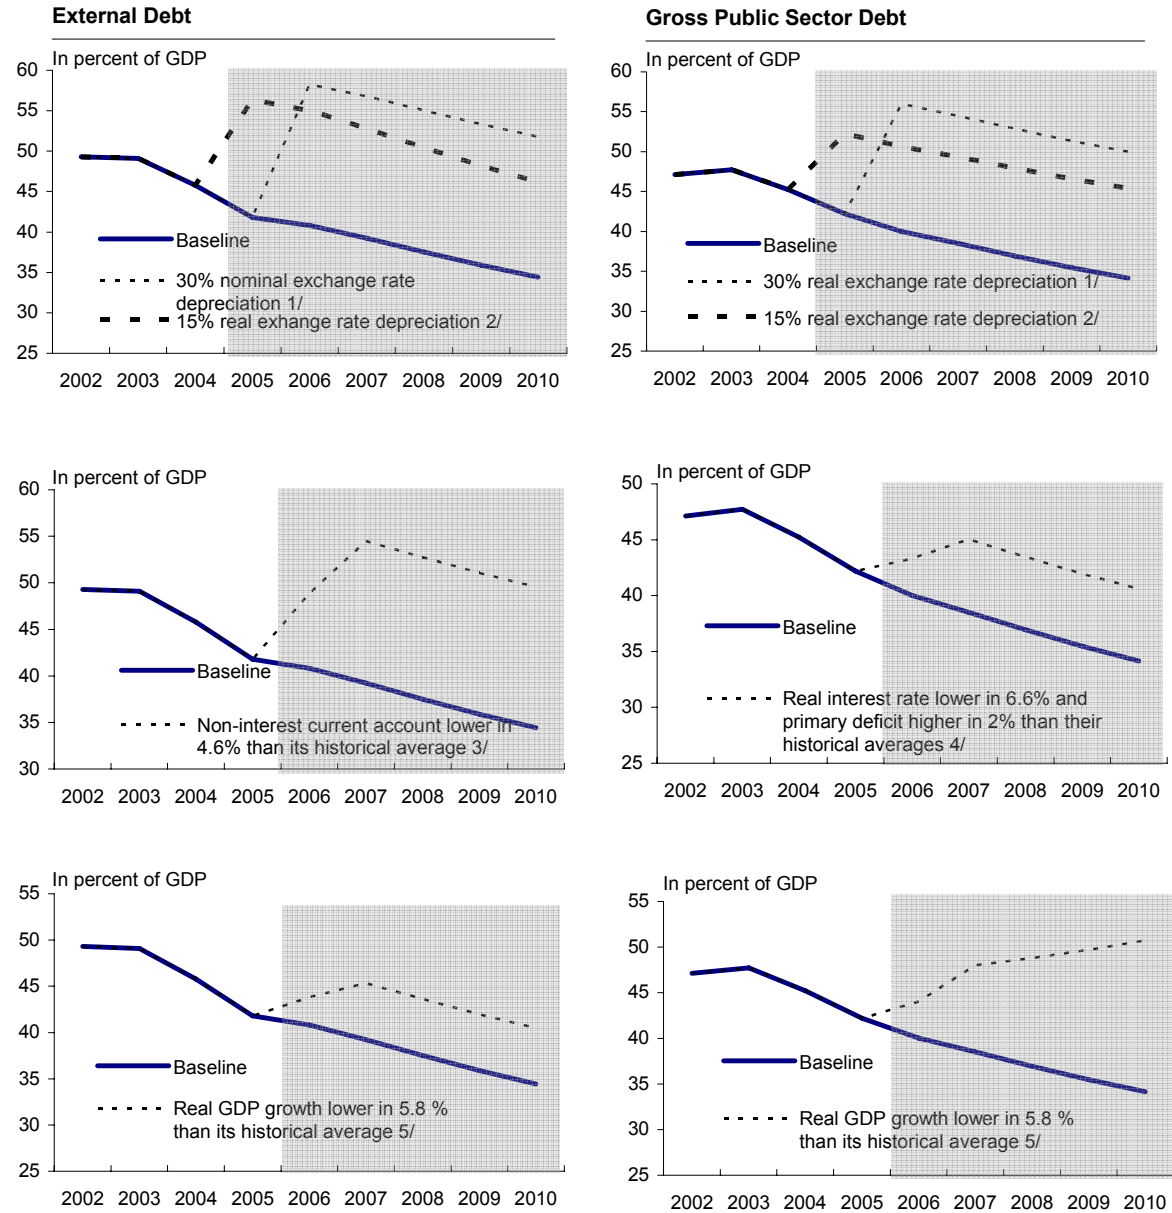 External Debt
In percent of GDP
60
55
50
45
40
35
30
25
Baseline
30% nominal exchange rate
depreciation 1/
15% real exhange rate depreciation 2/
2002 2003 2004 2005 2006 2007 2008 2009 2010
Gross Public Sector Debt
In percent of GDP
60
55
50
45
40
35
30
25
Baseline
30% real exchange rate depreciation 1/
15% real exchange rate depreciation 2/
2002 2003 2004 2005 2006 2007 2008 2009 2010
In percent of GDP
60
55
50
45
40
35
30
Baseline
Non-interest current account lower in
4.6% than its historical average 3/
2002 2003 2004 2005 2006 2007 2008 2009 2010
In percent of GDP
50
45
40
35
30
25
Baseline
Real interest rate lower in 6.6% and
primary deficit higher in 2% than their
historical averages 4/
2002 2003 2004 2005 2006 2007 2008 2009 2010
In percent of GDP
55
50
45
40
35
30
25
Baseline
Real GDP growth lower in 5.8 %
than its historical average 5/
2002 2003 2004 2005 2006 2007 2008 2009 2010
In percent of GDP
55
50
45
40
35
30
25
Baseline
Real GDP growth lower in 5.8 %
than its historical average 5/
2002 2003 2004 2005 2006 2007 2008 2009 2010